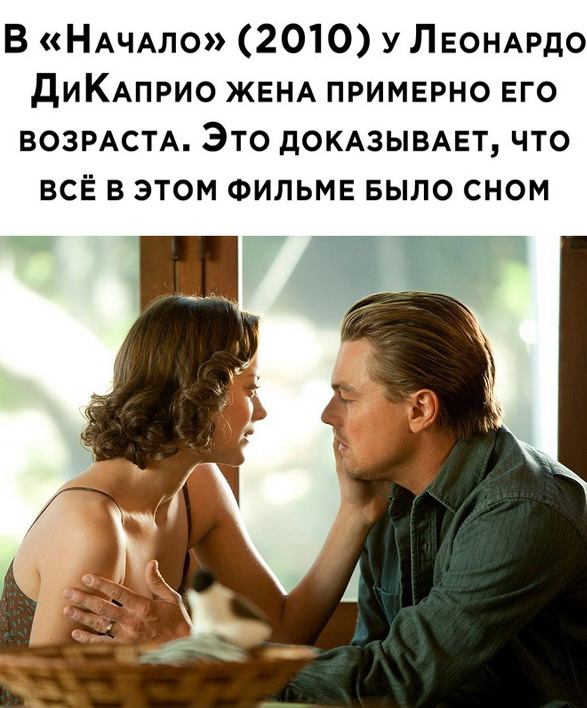 В «Начало» (2010) у Леонардо
ДиКаприо жена примерно его
возраста. Это доказывает, что
всё в этом фильме было сном